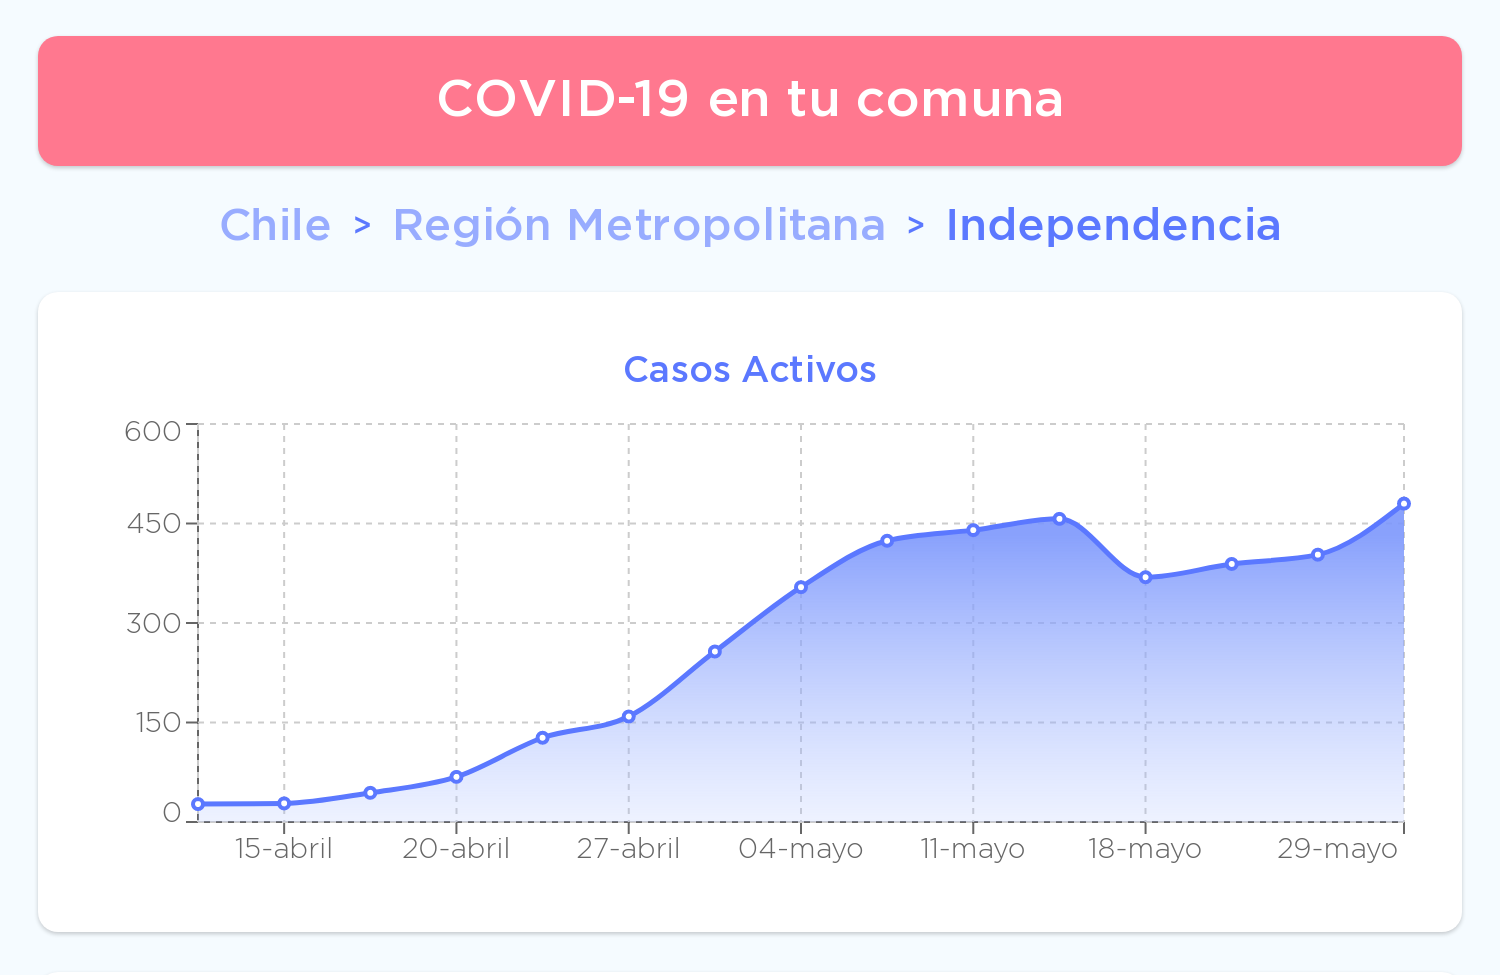 COVID-19 en tu comuna
Chile > Región Metropolitana > Independencia
Casos Activos
600
450
300
150
0
15-abril 20-abril 27-abril 04-mayo 11-mayo 18-mayo 29-mayo